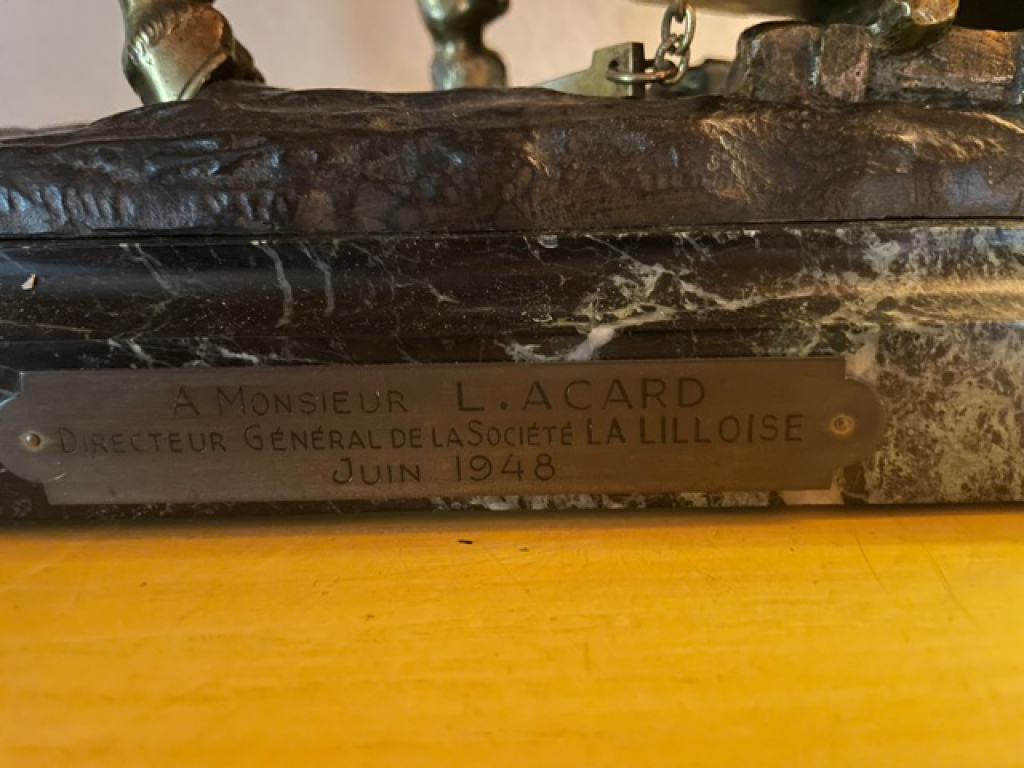 A MONSIEUR L. ACARD
DIRECTEUR GÉNÉRAL DE LA SOCIÉTÉ LA LILLOISE
JUIN 1948